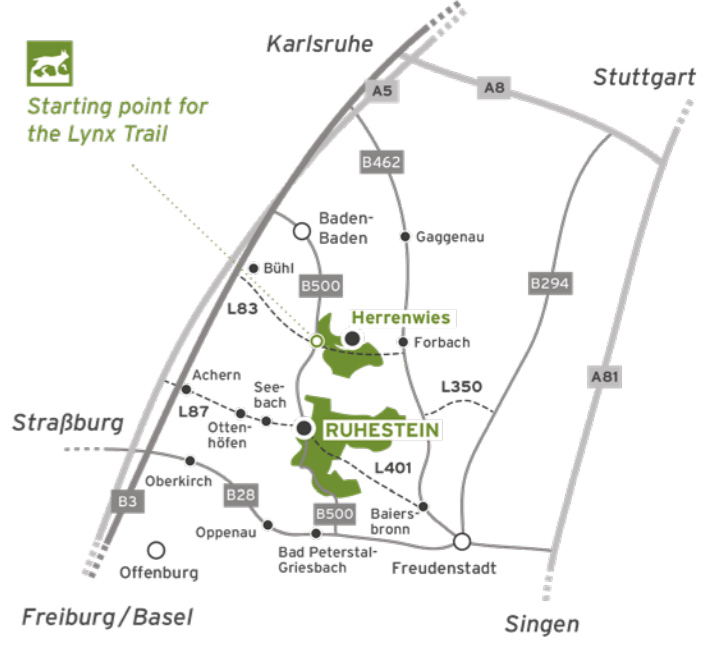 Karlsruhe
Stuttgart
A5
A8
Starting point for
the Lynx Trail
B462
Baden-
Baden
Gaggenau
Bühl
B500
B294
L83
Herrenwies
Forbach
Achern
See-
bach
L350
A81
L87
Straßburg
Otten-
höfen
RUHESTEIN
L401
Oberkirch
B3
B28
B500
Baiers-
bronn
Oppenau
Bad Peterstal-
Griesbach
Freudenstadt
Offenburg
Freiburg/Basel
Singen